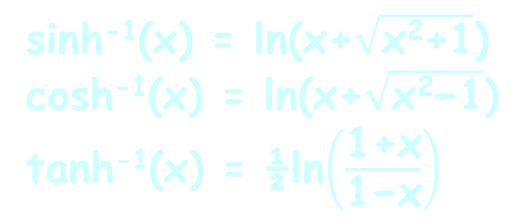 sinh⁻¹(x) = ln(x+√(x²+1))
cosh⁻¹(x) = ln(x+√(x²−1))
tanh⁻¹(x) = ½ln((1+x)/(1−x))